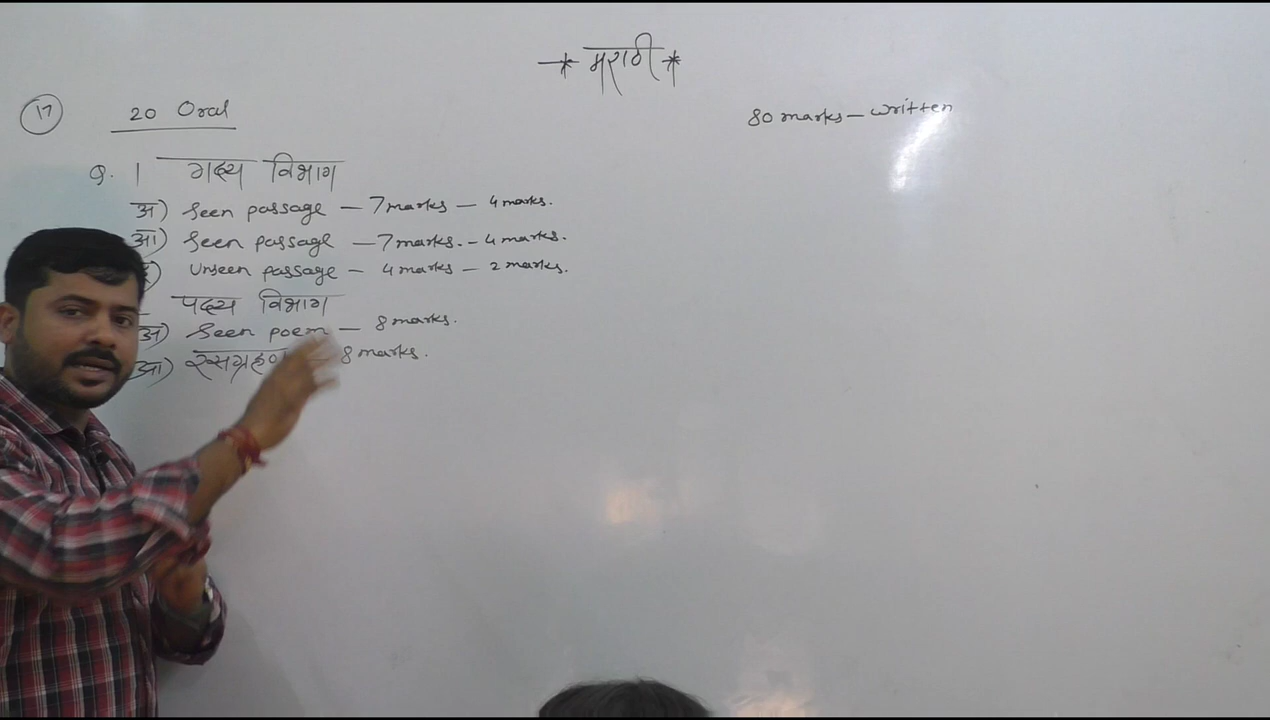 * मराठी *
17 20 Oral
80 marks – written
Q. 1 गद्य विभाग
अ) Seen passage – 7 marks – 4 marks.
आ) Seen passage – 7 marks. – 4 marks.
) Unseen passage – 4 marks – 2 marks.
पद्य विभाग
अ) Seen poem – 8 marks.
आ) रसग्रहण – 8 marks.